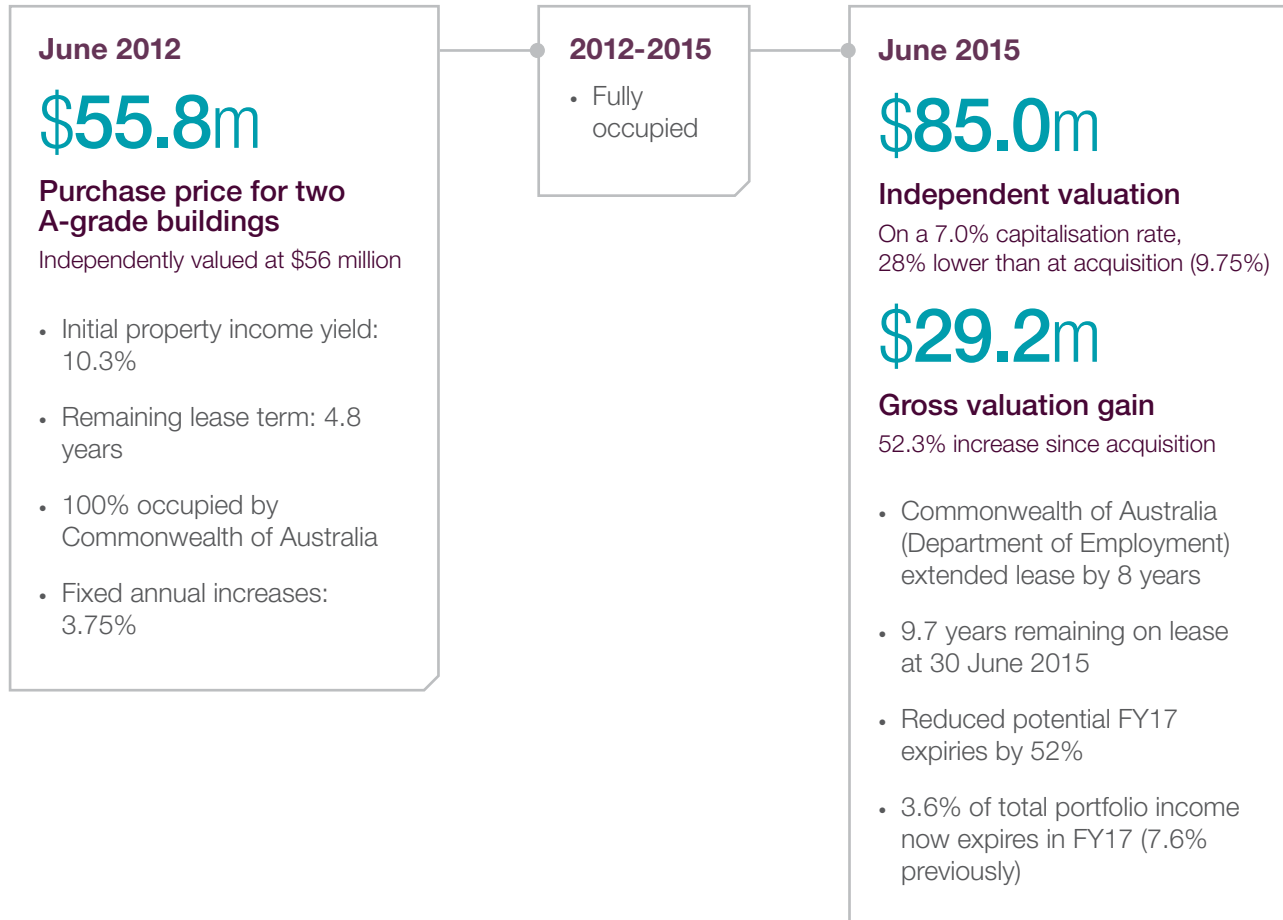 June 2012
$55.8m
Purchase price for two
A-grade buildings
Independently valued at $56 million
• Initial property income yield:
10.3%
• Remaining lease term: 4.8
years
• 100% occupied by
Commonwealth of Australia
• Fixed annual increases:
3.75%
2012-2015
• Fully
occupied
June 2015
$85.0m
Independent valuation
On a 7.0% capitalisation rate,
28% lower than at acquisition (9.75%)
$29.2m
Gross valuation gain
52.3% increase since acquisition
• Commonwealth of Australia
(Department of Employment)
extended lease by 8 years
• 9.7 years remaining on lease
at 30 June 2015
• Reduced potential FY17
expiries by 52%
• 3.6% of total portfolio income
now expires in FY17 (7.6%
previously)